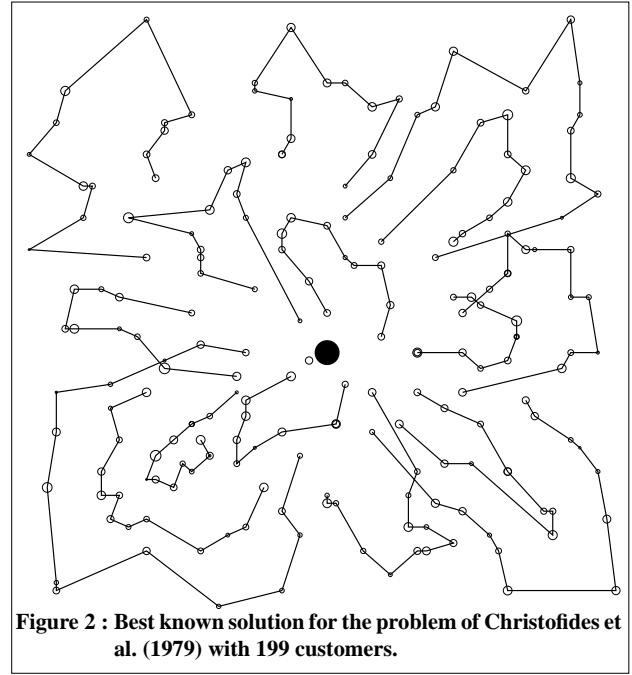 Figure 2 : Best known solution for the problem of Christofides et
al. (1979) with 199 customers.